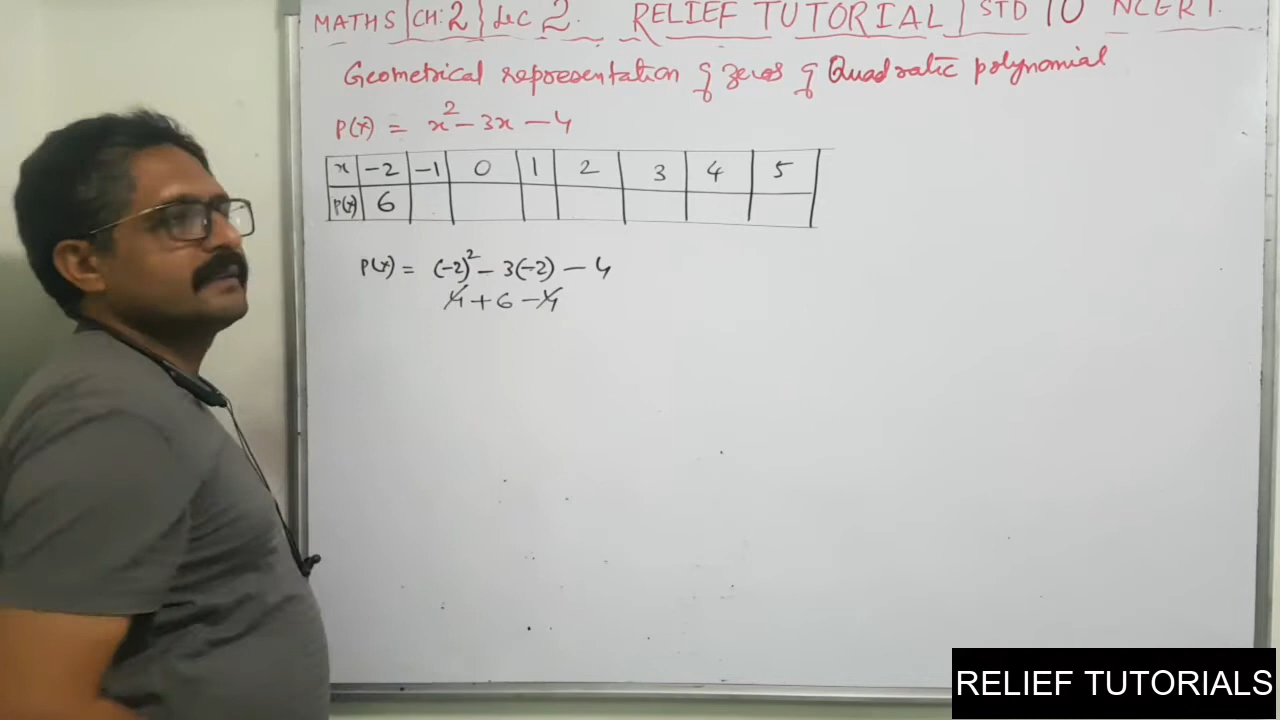 MATHS | CH: 2 | Lec 2. RELIEF TUTORIAL | STD 10 NCERT.
Geometrical representation of zeros of Quadratic polynomial
P(x) = x² - 3x - 4
x -2 -1 0 1 2 3 4 5
P(x) 6
P(x) = (-2)² - 3(-2) - 4
4 + 6 - 4
RELIEF TUTORIALS